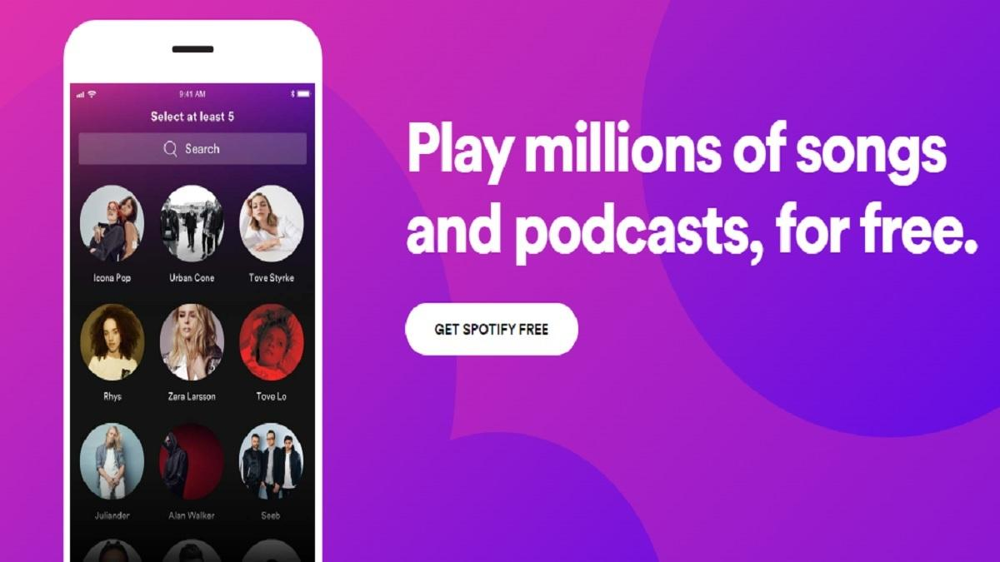 9:41 AM
Select at least 5
Search
Icona Pop
Urban Cone
Tove Styrke
Rhys
Zara Larsson
Tove Lo
Juliander
Alan Walker
Seeb
Play millions of songs
and podcasts, for free.
GET SPOTIFY FREE